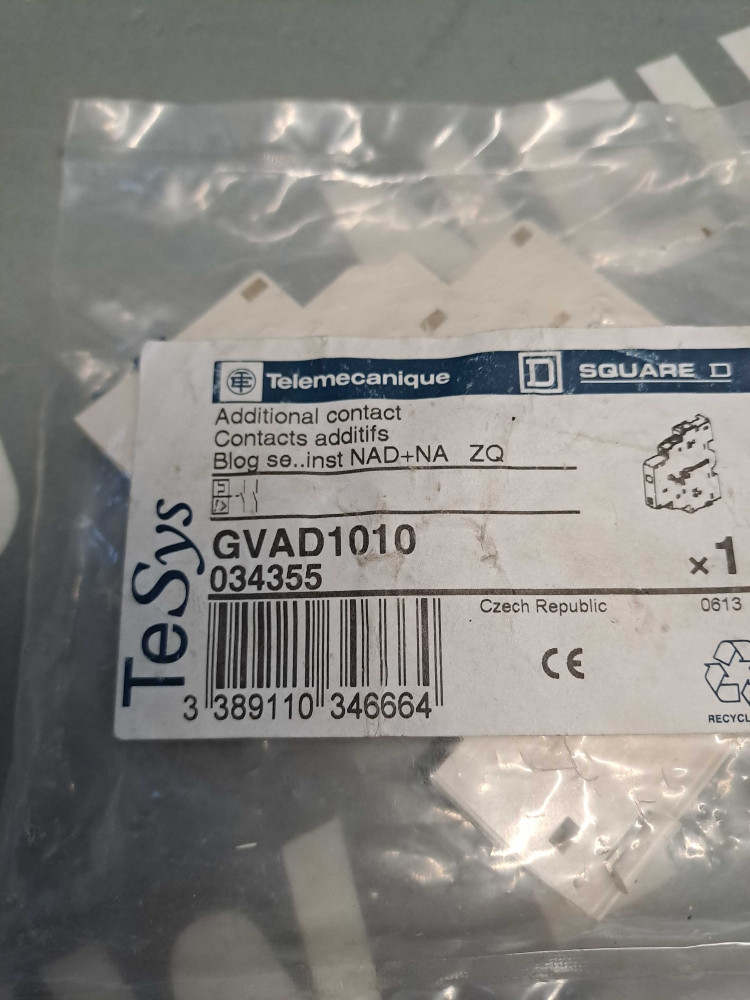 Telemecanique
SQUARE D
Additional contact
Contacts additifs
Blog se..inst NAD+NA ZQ
TeSys
GVAD1010
034355
×1
Czech Republic
0613
CE
3 389110 346664
RECYCL